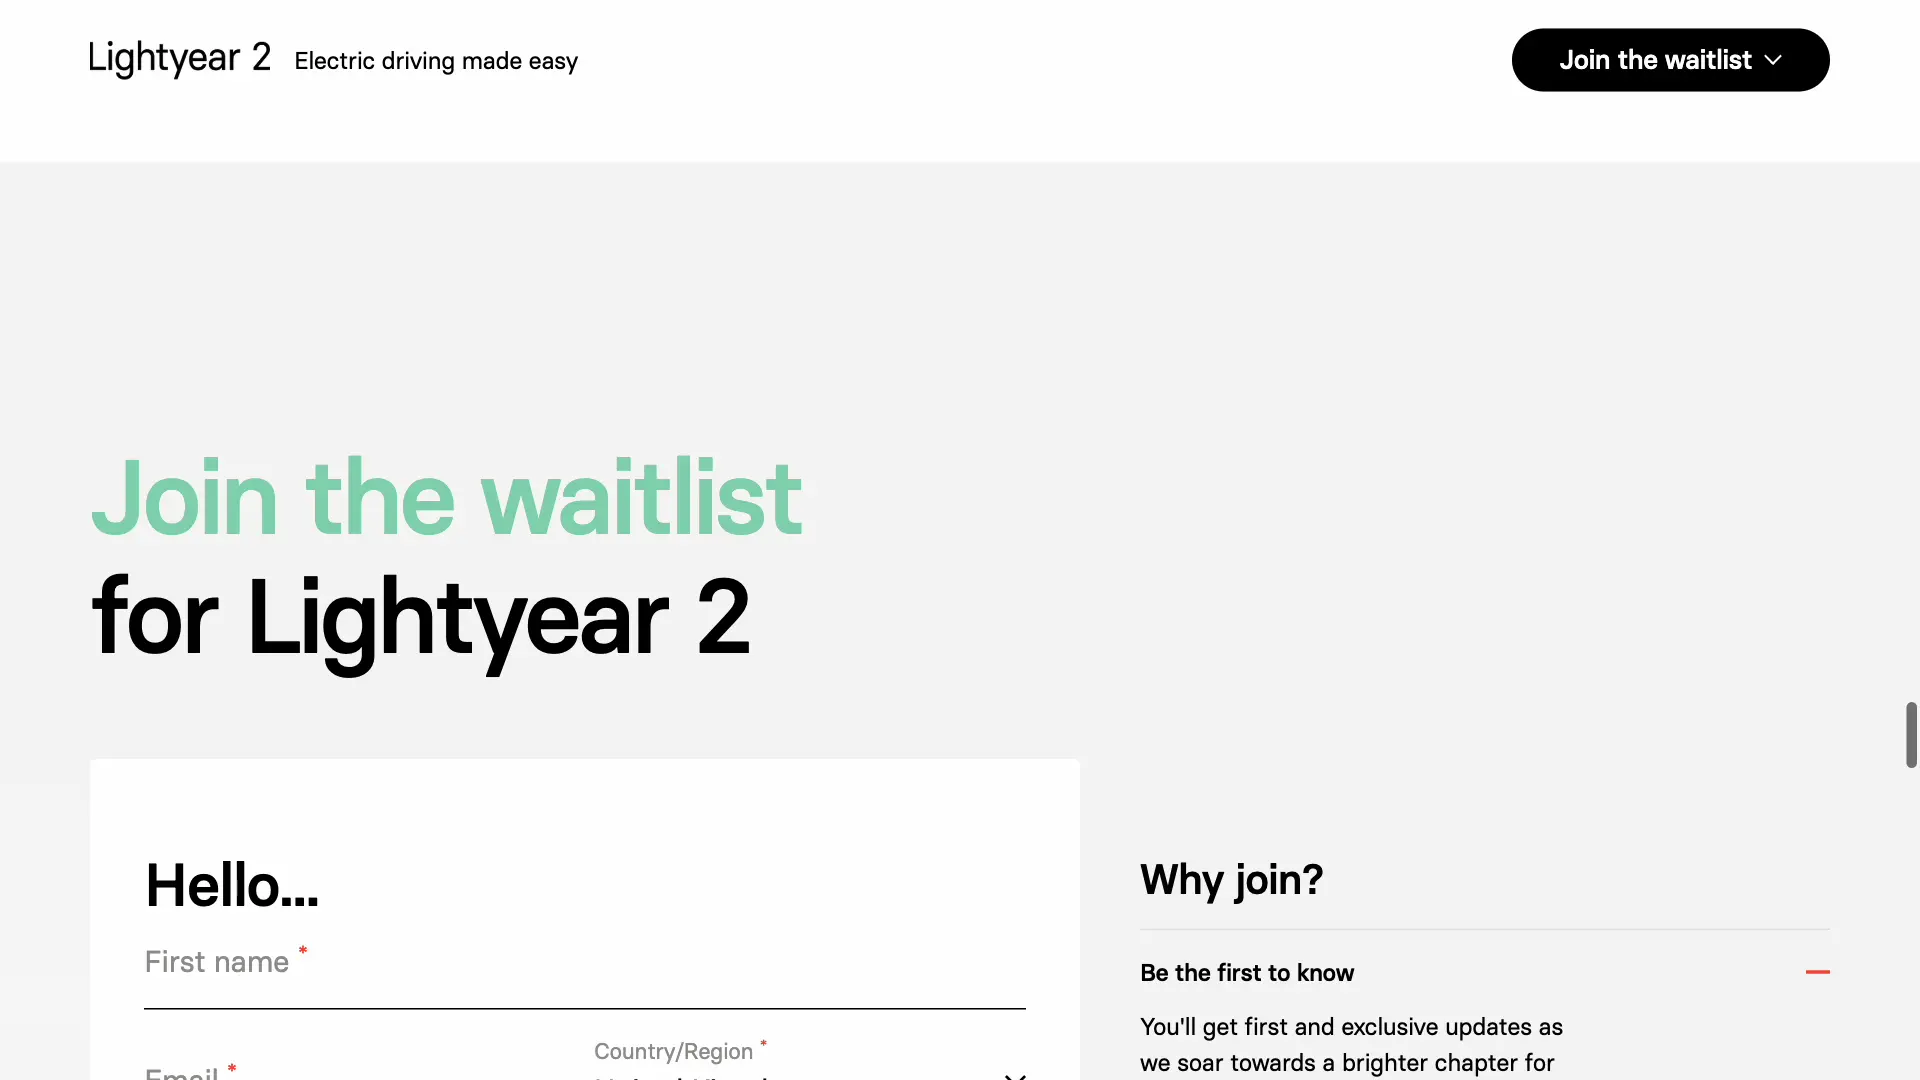 Lightyear 2 Electric driving made easy
Join the waitlist
Join the waitlist
for Lightyear 2
Hello...
First name *
Country/Region *
Email *
Why join?
Be the first to know
You'll get first and exclusive updates as
we soar towards a brighter chapter for